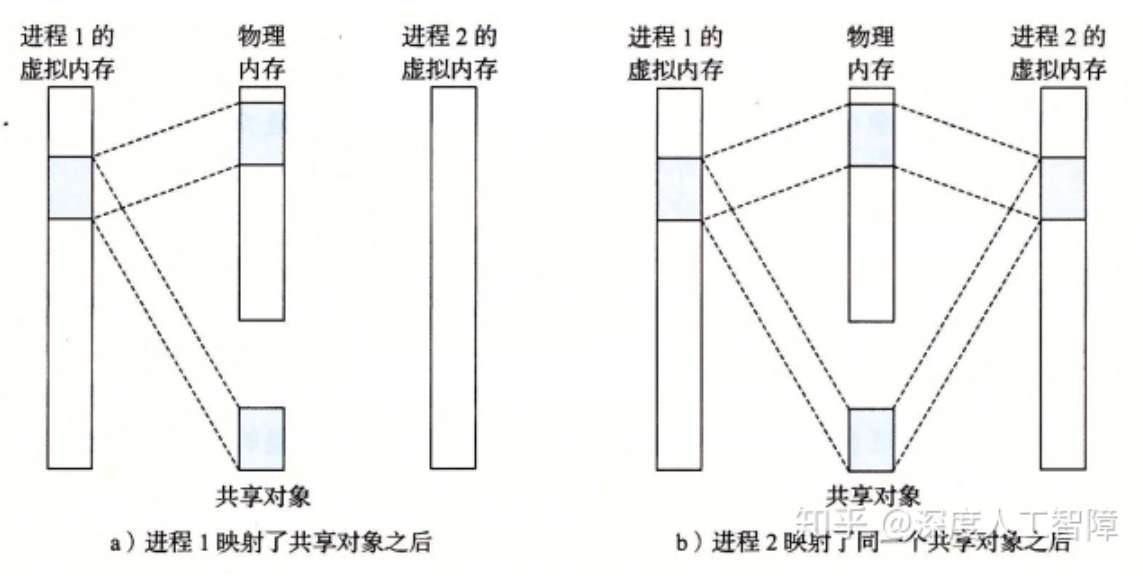 进程 1 的
虚拟内存
物理
内存
进程 2 的
虚拟内存
共享对象
a）进程 1 映射了共享对象之后
进程 1 的
虚拟内存
物理
内存
进程 2 的
虚拟内存
共享对象
b）进程 2 映射了同一个共享对象之后
知乎 @深度人工智障